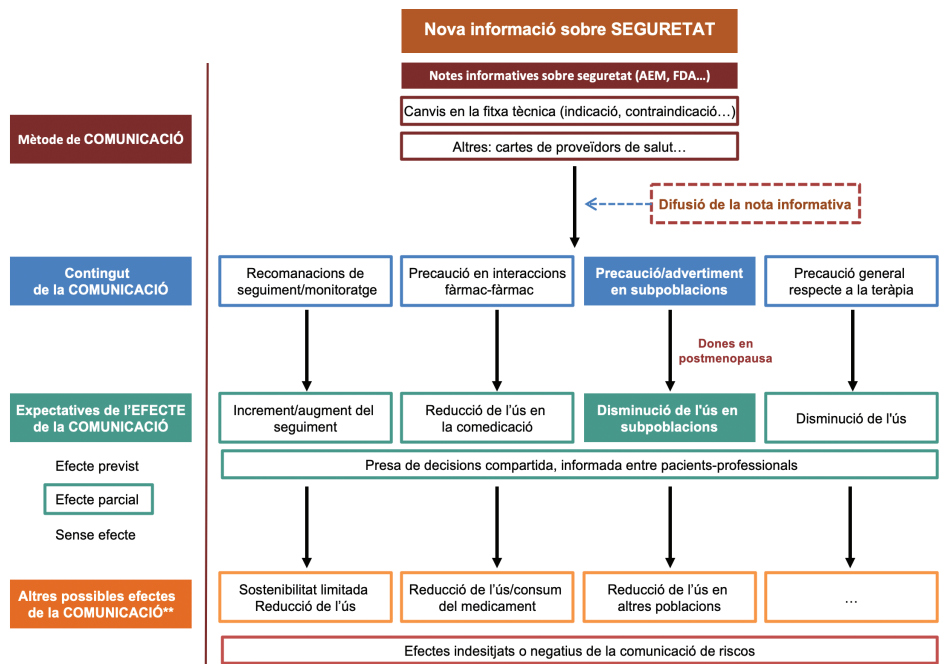 Nova informació sobre SEGURETAT
Notes informatives sobre seguretat (AEM, FDA...)
Canvis en la fitxa tècnica (indicació, contraindicació...)
Altres: cartes de proveïdors de salut...
Mètode de COMUNICACIÓ
Difusió de la nota informativa
Contingut
de la COMUNICACIÓ
Recomanacions de
seguiment/monitoratge
Precaució en interaccions
fàrmac-fàrmac
Precaució/advertiment
en subpoblacions
Precaució general
respecte a la teràpia
Dones en
postmenopausa
Expectatives de l'EFECTE
de la COMUNICACIÓ
Increment/augment del
seguiment
Reducció de l'ús en
la comedicació
Disminució de l'ús en
subpoblacions
Disminució de l'ús
Efecte previst
Efecte parcial
Sense efecte
Presa de decisions compartida, informada entre pacients-professionals
Altres possibles efectes
de la COMUNICACIÓ**
Sostenibilitat limitada
Reducció de l'ús
Reducció de l'ús/consum
del medicament
Reducció de l'ús en
altres poblacions
...
Efectes indesitjats o negatius de la comunicació de riscos